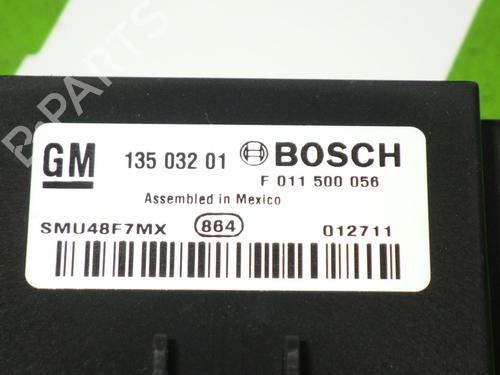 B-PARTS
GM 135 032 01 BOSCH
F 011 500 056
Assembled in Mexico
SMU48F7MX 864 012711